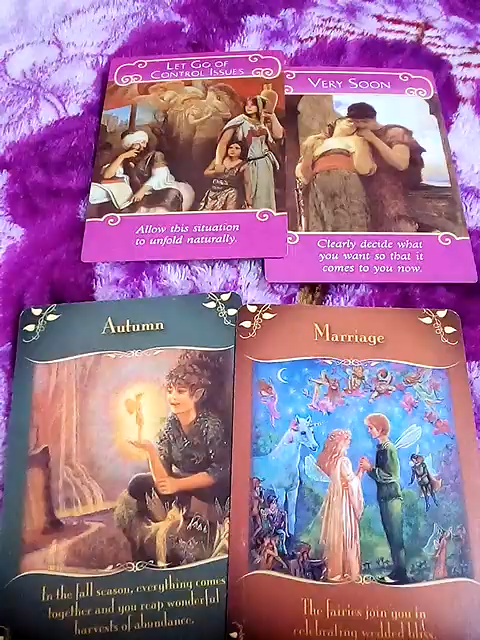 Let Go of
Control Issues
Allow this situation
to unfold naturally.
Very Soon
Clearly decide what
you want so that it
comes to you now.
Autumn
In the fall season, everything comes
together and you reap wonderful
harvests of abundance.
Marriage
The fairies join you in
celebrating wedded